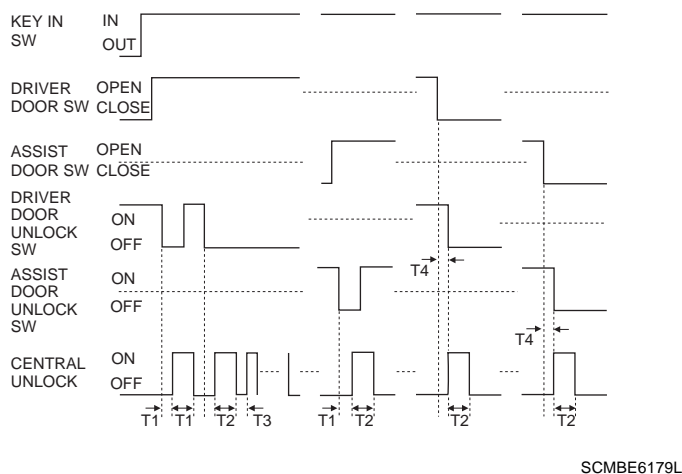 KEY IN IN
SW OUT
DRIVER OPEN
DOOR SW CLOSE
ASSIST OPEN
DOOR SW CLOSE
DRIVER
DOOR ON
UNLOCK OFF
SW
ASSIST ON
DOOR
UNLOCK OFF
SW
T4
T4
CENTRAL ON
UNLOCK OFF
T1 T1 T2 T3 T1 T2 T2 T2
SCMBE6179L